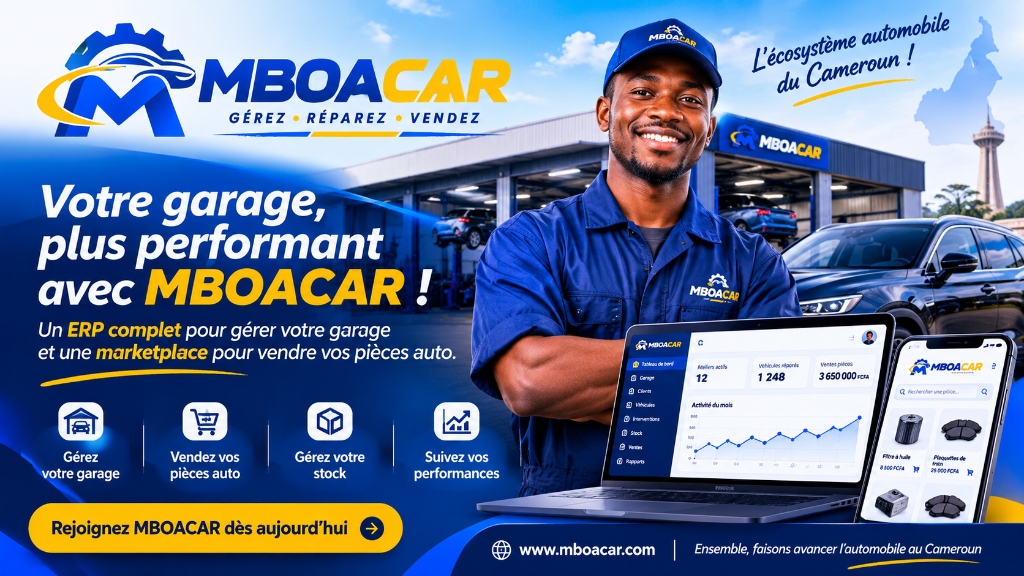 MBOACAR
GÉREZ • RÉPAREZ • VENDEZ
L'écosystème automobile
du Cameroun !
MBOACAR
MBOACAR
MBOACAR
Votre garage,
plus performant
avec MBOACAR !
Un ERP complet pour gérer votre garage
et une marketplace pour vendre vos pièces auto.
Gérez
votre garage
Vendez vos
pièces auto
Gérez votre
stock
Suivez vos
performances
Rejoignez MBOACAR dès aujourd'hui
MBOACAR
Tableau de bord
Garage
Clients
Véhicules
Interventions
Stock
Ventes
Rapports
12
Véhicules réparés
1 248
Ventes pièces
3 650 000 FCFA
Activité du mois
MBOACAR
Rechercher une pièce...
Filtre à huile
8 500 FCFA
Plaquettes de
frein
25 000 FCFA
www.mboacar.com
Ensemble, faisons avancer l'automobile au Cameroun